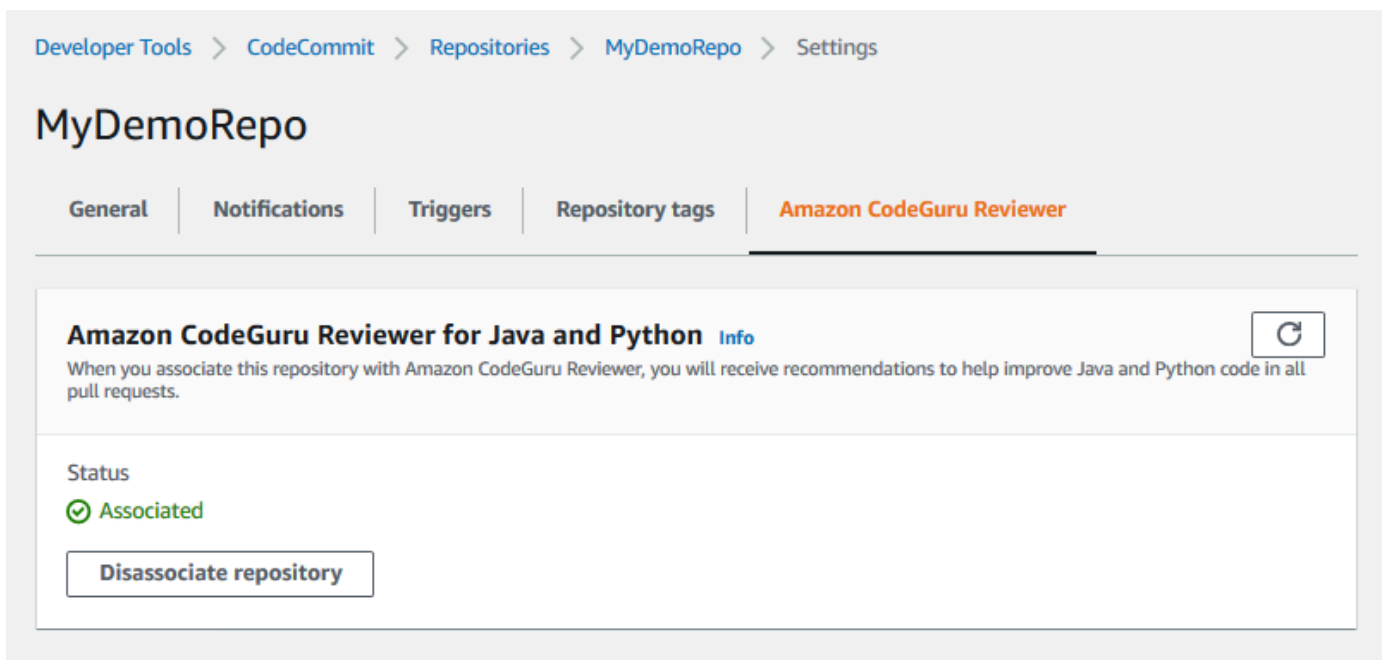 Developer Tools > CodeCommit > Repositories > MyDemoRepo > Settings
MyDemoRepo
General Notifications Triggers Repository tags Amazon CodeGuru Reviewer
Amazon CodeGuru Reviewer for Java and Python Info
When you associate this repository with Amazon CodeGuru Reviewer, you will receive recommendations to help improve Java and Python code in all
pull requests.
Status
Associated
Disassociate repository